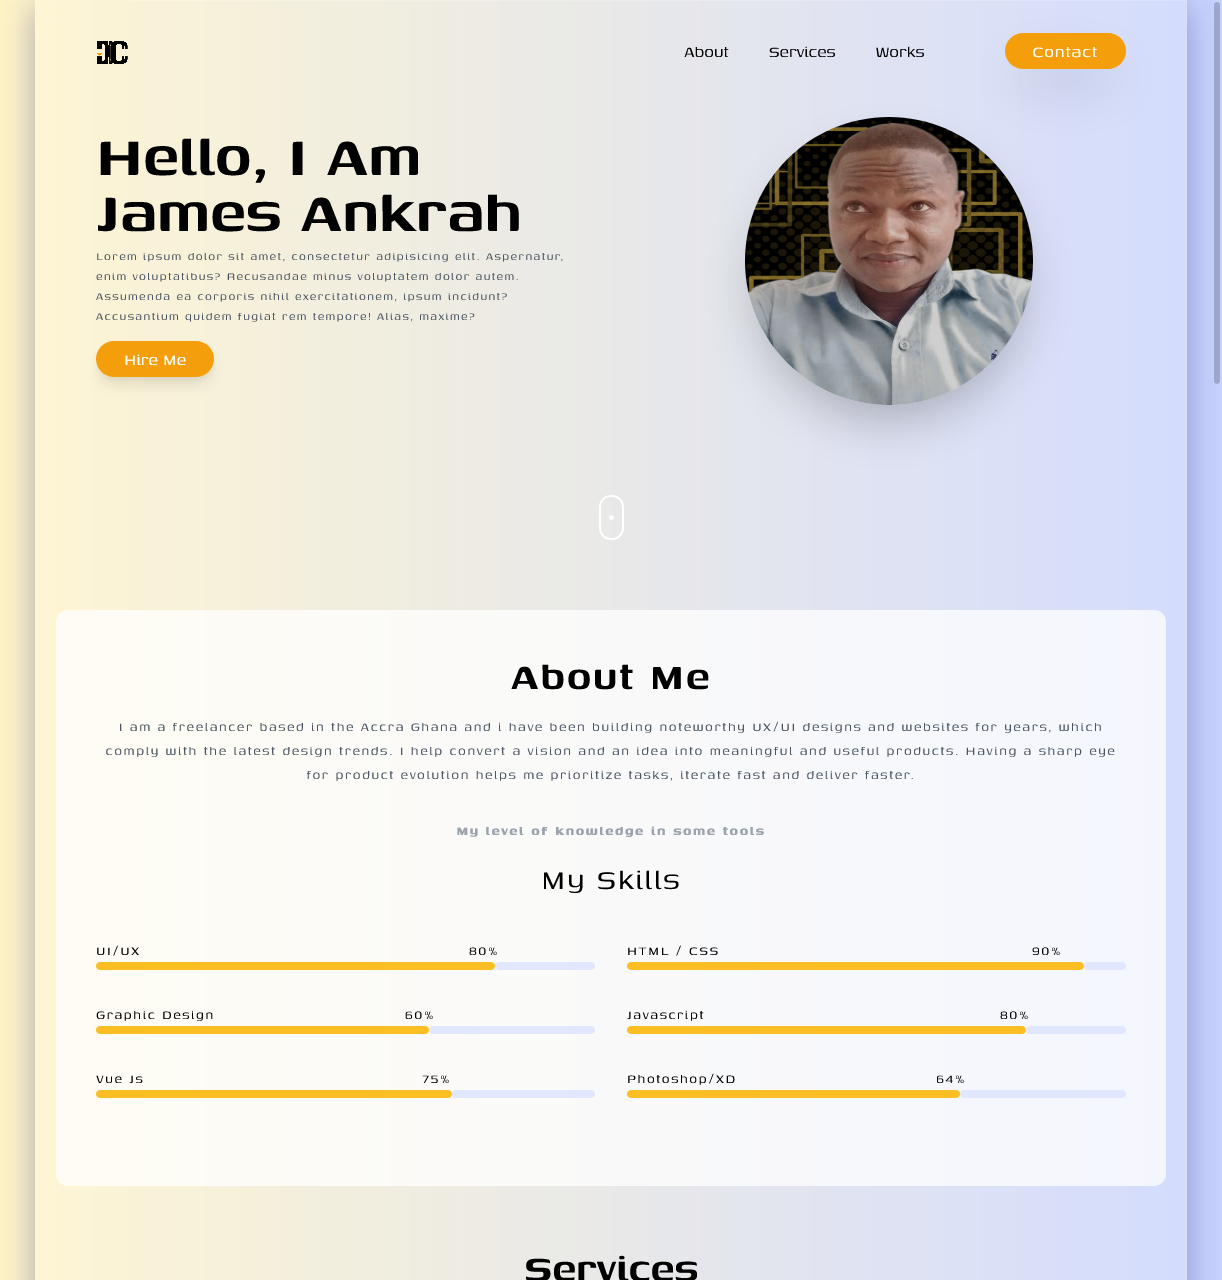 About Services Works Contact
Hello, I Am
James Ankrah
Lorem ipsum dolor sit amet, consectetur adipisicing elit. Aspernatur,
enim voluptatibus? Recusandae minus voluptatem dolor autem.
Assumenda ea corporis nihil exercitationem, ipsum incidunt?
Accusantium quidem fugiat rem tempore! Alias, maxime?
Hire Me
About Me
I am a freelancer based in the Accra Ghana and i have been building noteworthy UX/UI designs and websites for years, which
comply with the latest design trends. I help convert a vision and an idea into meaningful and useful products. Having a sharp eye
for product evolution helps me prioritize tasks, iterate fast and deliver faster.
My level of knowledge in some tools
My Skills
UI/UX 80%
HTML / CSS 90%
Graphic Design 60%
Javascript 80%
Vue Js 75%
Photoshop/XD 64%
Services